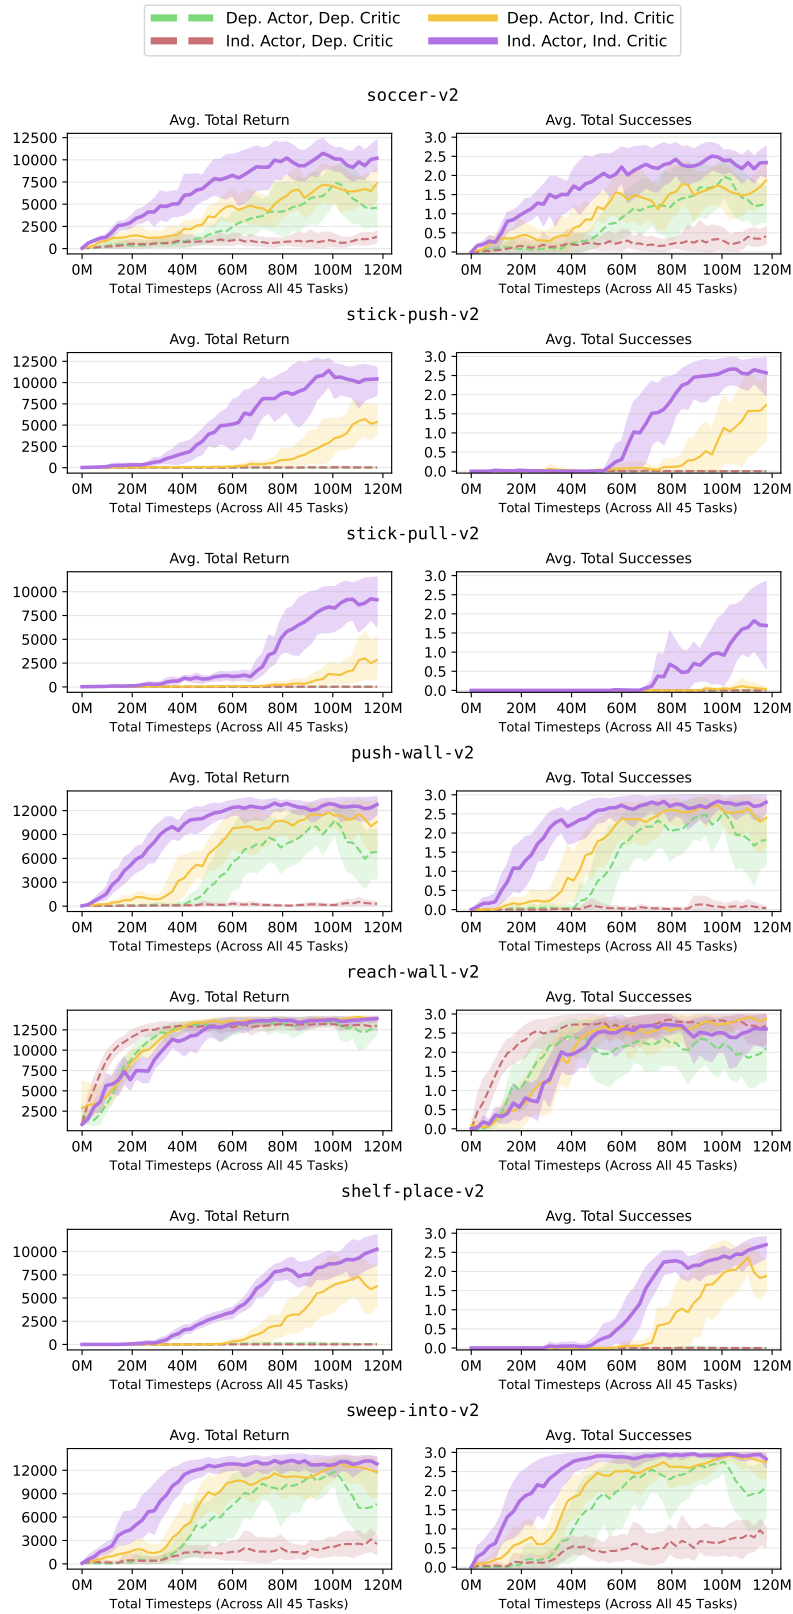 Dep. Actor, Dep. Critic Dep. Actor, Ind. Critic
Ind. Actor, Dep. Critic Ind. Actor, Ind. Critic
soccer-v2
Avg. Total Return Avg. Total Successes
12500 10000 7500 5000 2500 0 3.0 2.5 2.0 1.5 1.0 0.5 0.0
0M 20M 40M 60M 80M 100M 120M 0M 20M 40M 60M 80M 100M 120M
Total Timesteps (Across All 45 Tasks) Total Timesteps (Across All 45 Tasks)
stick-push-v2
Avg. Total Return Avg. Total Successes
12500 10000 7500 5000 2500 0 3.0 2.5 2.0 1.5 1.0 0.5 0.0
0M 20M 40M 60M 80M 100M 120M 0M 20M 40M 60M 80M 100M 120M
Total Timesteps (Across All 45 Tasks) Total Timesteps (Across All 45 Tasks)
stick-pull-v2
Avg. Total Return Avg. Total Successes
10000 7500 5000 2500 0 3.0 2.5 2.0 1.5 1.0 0.5 0.0
0M 20M 40M 60M 80M 100M 120M 0M 20M 40M 60M 80M 100M 120M
Total Timesteps (Across All 45 Tasks) Total Timesteps (Across All 45 Tasks)
push-wall-v2
Avg. Total Return Avg. Total Successes
12000 9000 6000 3000 0 3.0 2.5 2.0 1.5 1.0 0.5 0.0
0M 20M 40M 60M 80M 100M 120M 0M 20M 40M 60M 80M 100M 120M
Total Timesteps (Across All 45 Tasks) Total Timesteps (Across All 45 Tasks)
reach-wall-v2
Avg. Total Return Avg. Total Successes
12500 10000 7500 5000 2500 3.0 2.5 2.0 1.5 1.0 0.5 0.0
0M 20M 40M 60M 80M 100M 120M 0M 20M 40M 60M 80M 100M 120M
Total Timesteps (Across All 45 Tasks) Total Timesteps (Across All 45 Tasks)
shelf-place-v2
Avg. Total Return Avg. Total Successes
10000 7500 5000 2500 0 3.0 2.5 2.0 1.5 1.0 0.5 0.0
0M 20M 40M 60M 80M 100M 120M 0M 20M 40M 60M 80M 100M 120M
Total Timesteps (Across All 45 Tasks) Total Timesteps (Across All 45 Tasks)
sweep-into-v2
Avg. Total Return Avg. Total Successes
12000 9000 6000 3000 0 3.0 2.5 2.0 1.5 1.0 0.5 0.0
0M 20M 40M 60M 80M 100M 120M 0M 20M 40M 60M 80M 100M 120M
Total Timesteps (Across All 45 Tasks) Total Timesteps (Across All 45 Tasks)